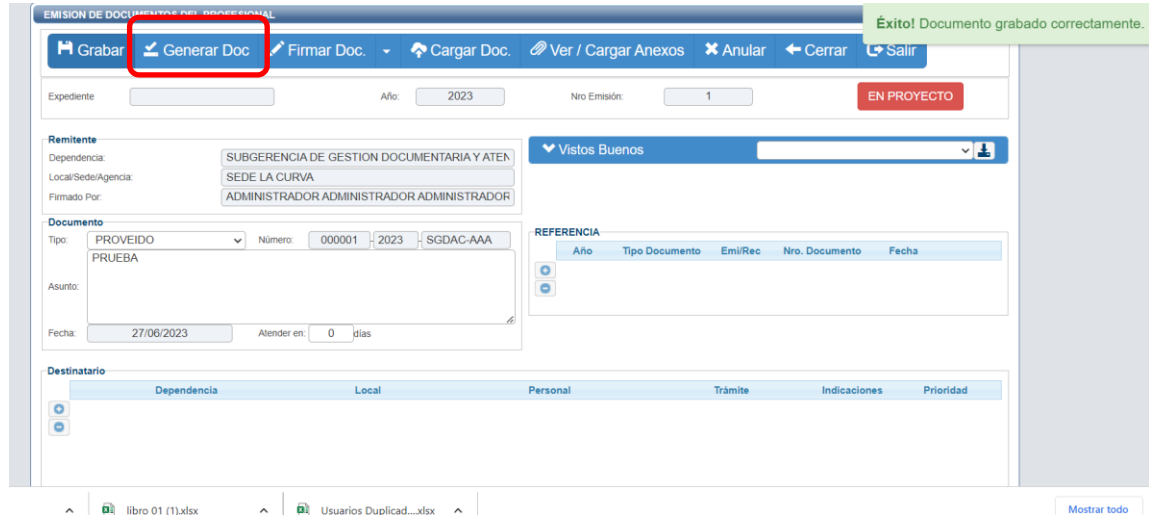 EMISION DE DOCUMENTOS DEL PROFESIONAL
Éxito! Documento grabado correctamente.
Grabar Generar Doc Firmar Doc. Cargar Doc. Ver / Cargar Anexos Anular Cerrar Salir
Expediente Año: 2023 Nro Emisión: 1 EN PROYECTO
Remitente
Dependencia: SUBGERENCIA DE GESTION DOCUMENTARIA Y ATEN
Local/Sede/Agencia: SEDE LA CURVA
Firmado Por: ADMINISTRADOR ADMINISTRADOR ADMINISTRADOR
Vistos Buenos
Documento
Tipo: PROVEIDO Número: 000001 - 2023 - SGDAC-AAA
Asunto: PRUEBA
Fecha: 27/06/2023 Atender en: 0 días
REFERENCIA
Año Tipo Documento Emi/Rec Nro. Documento Fecha
Destinatario
Dependencia Local Personal Trámite Indicaciones Prioridad
libro 01 (1).xlsx Usuarios Duplicad....xlsx Mostrar todo